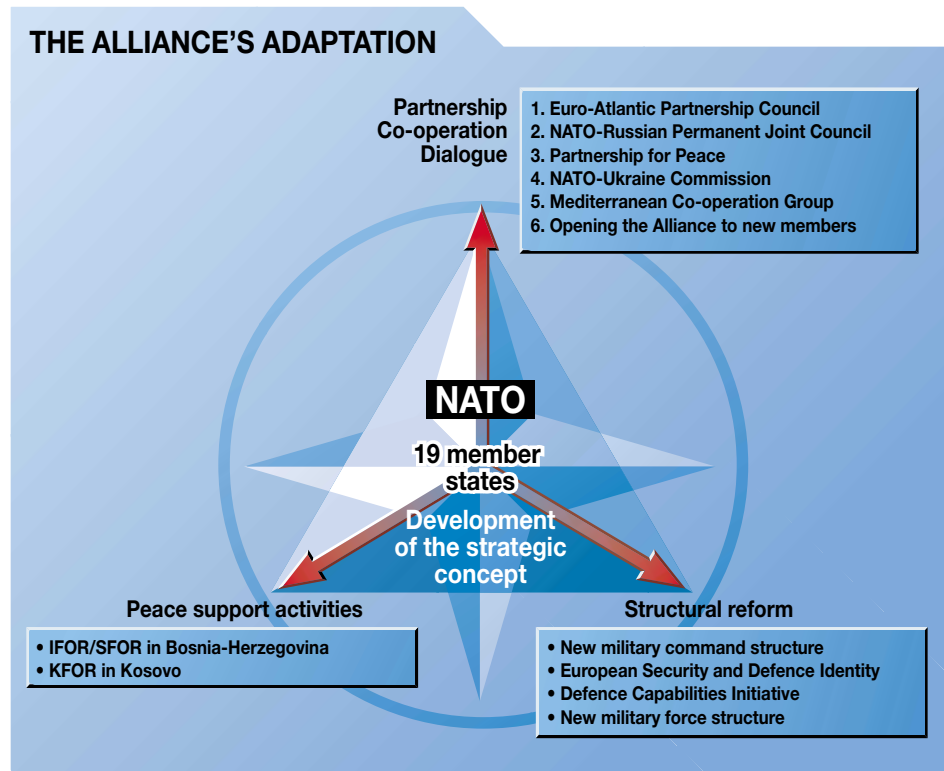 THE ALLIANCE'S ADAPTATION
Partnership
Co-operation
Dialogue
1. Euro-Atlantic Partnership Council
2. NATO-Russian Permanent Joint Council
3. Partnership for Peace
4. NATO-Ukraine Commission
5. Mediterranean Co-operation Group
6. Opening the Alliance to new members
NATO
19 member
states
Development
of the strategic
concept
Peace support activities
• IFOR/SFOR in Bosnia-Herzegovina
• KFOR in Kosovo
Structural reform
• New military command structure
• European Security and Defence Identity
• Defence Capabilities Initiative
• New military force structure